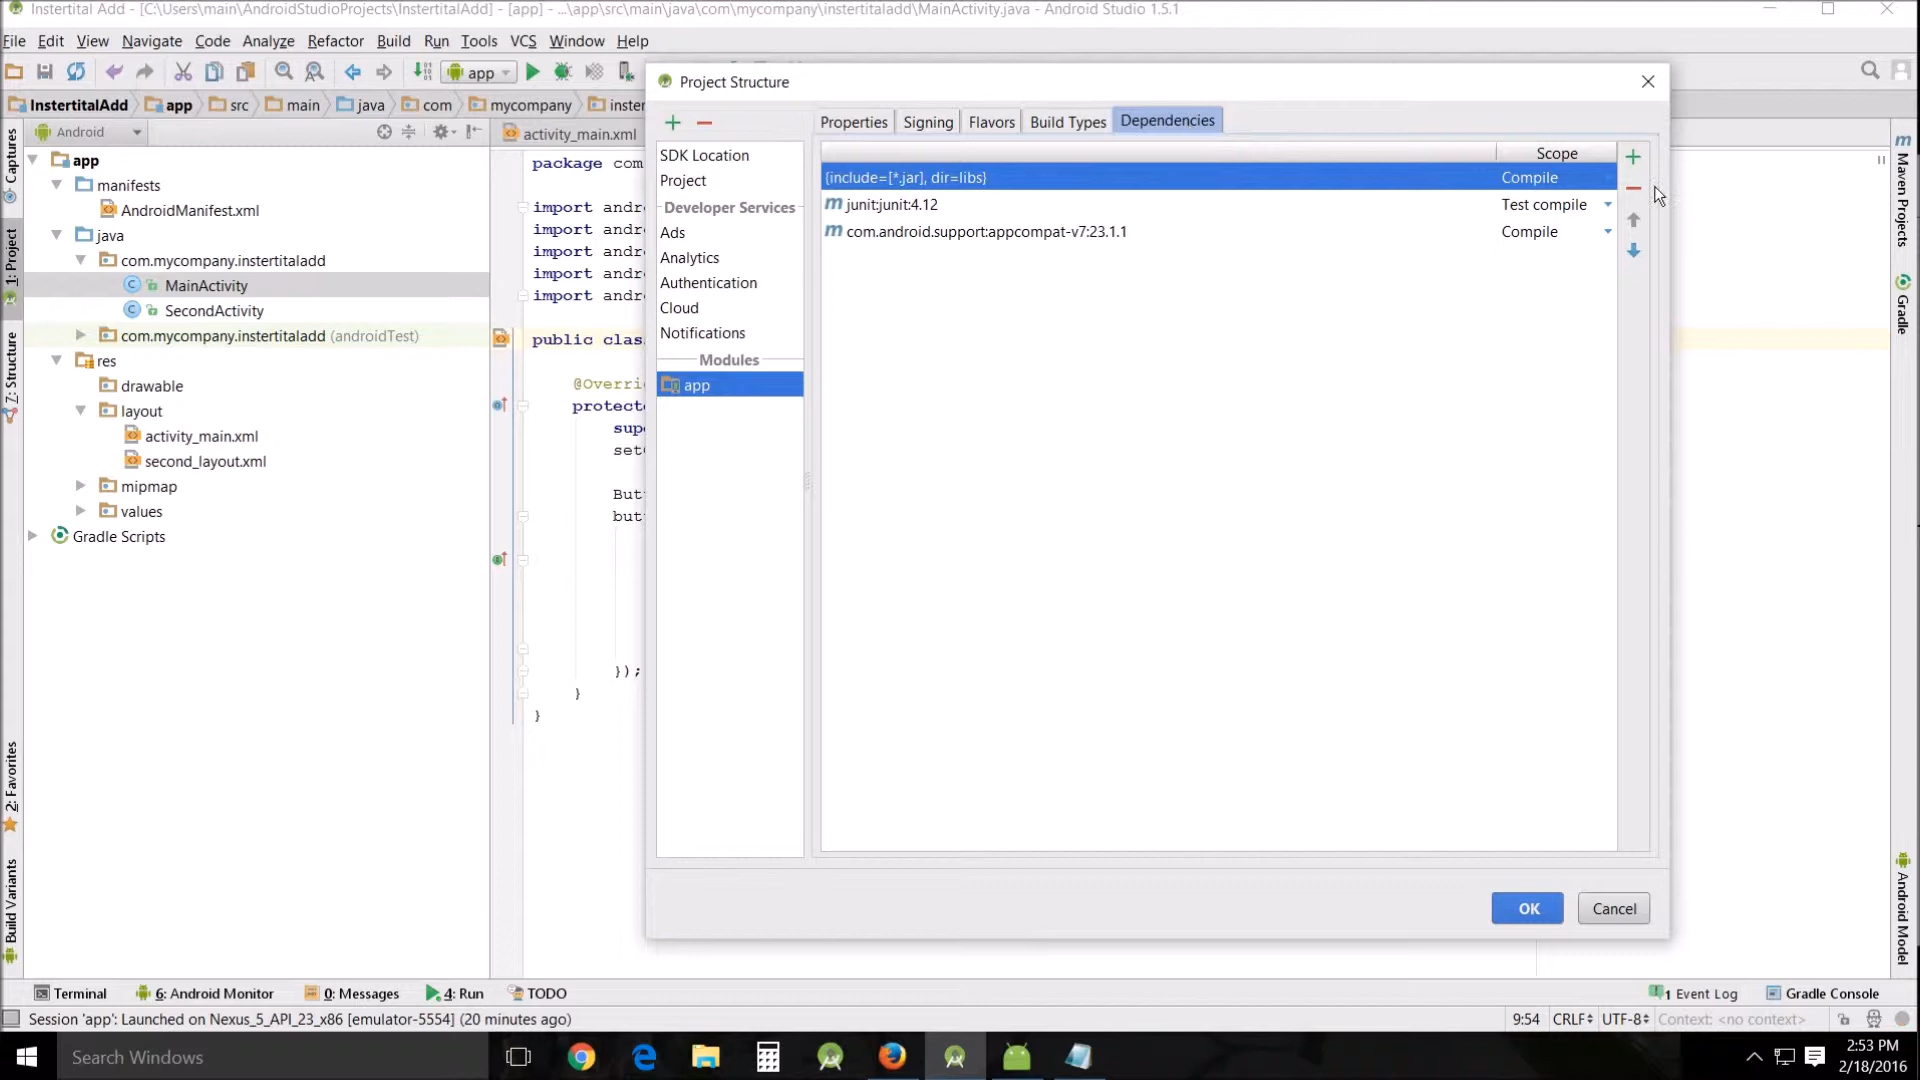 Instertital Add - [C:\Users\main\AndroidStudioProjects\InstertitalAdd] - [app] - ...\app\src\main\java\com\mycompany\instertitaladd\MainActivity.java - Android Studio 1.5.1
File Edit View Navigate Code Analyze Refactor Build Run Tools VCS Window Help
app
InstertitalAdd app src main java com mycompany inster
Android
activity_main.xml
app
manifests
AndroidManifest.xml
java
com.mycompany.instertitaladd
MainActivity
SecondActivity
com.mycompany.instertitaladd (androidTest)
res
drawable
layout
activity_main.xml
second_layout.xml
mipmap
values
Gradle Scripts
Captures
1: Project
Z: Structure
2: Favorites
Build Variants
package com
import andr
import andr
import andr
import andr
import andr
public clas
@Overri
protecte
supe
set
But
but
});
}
}
Project Structure
SDK Location
Project
Developer Services
Ads
Analytics
Authentication
Cloud
Notifications
Modules
app
Properties Signing Flavors Build Types Dependencies
Scope
{include=[*.jar], dir=libs} Compile
m junit:junit:4.12 Test compile
m com.android.support:appcompat-v7:23.1.1 Compile
OK Cancel
m Maven Projects
Gradle
Android Model
Terminal 6: Android Monitor 0: Messages 4: Run TODO
1 Event Log Gradle Console
Session 'app': Launched on Nexus_5_API_23_x86 [emulator-5554] (20 minutes ago)
9:54 CRLF UTF-8 Context: <no context>
Search Windows
2:53 PM
2/18/2016